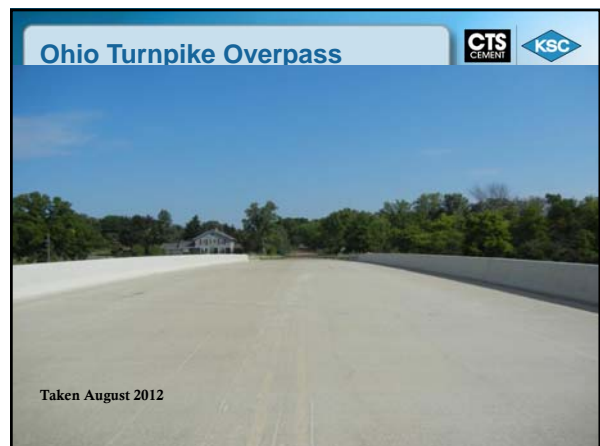 Ohio Turnpike Overpass
CTS
CEMENT
KSC
Taken August 2012